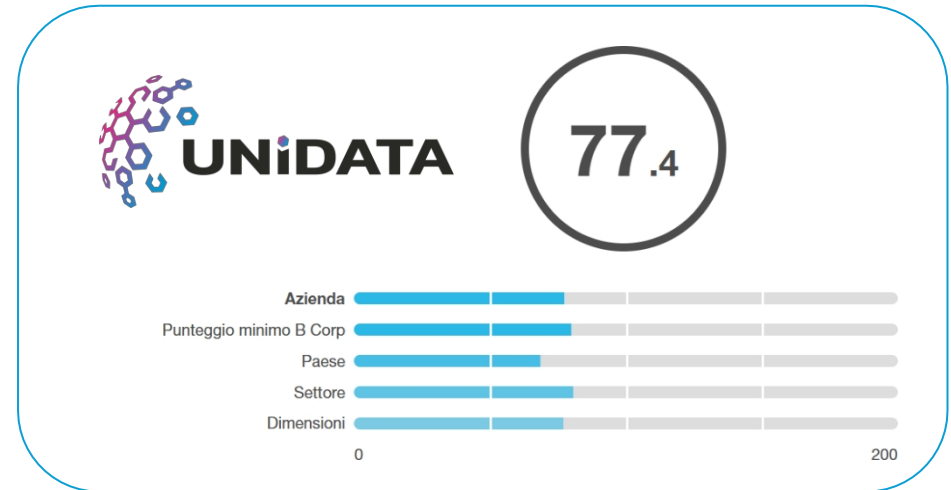 UNIDATA
77.4
Azienda
Punteggio minimo B Corp
Paese
Settore
Dimensioni
0 200